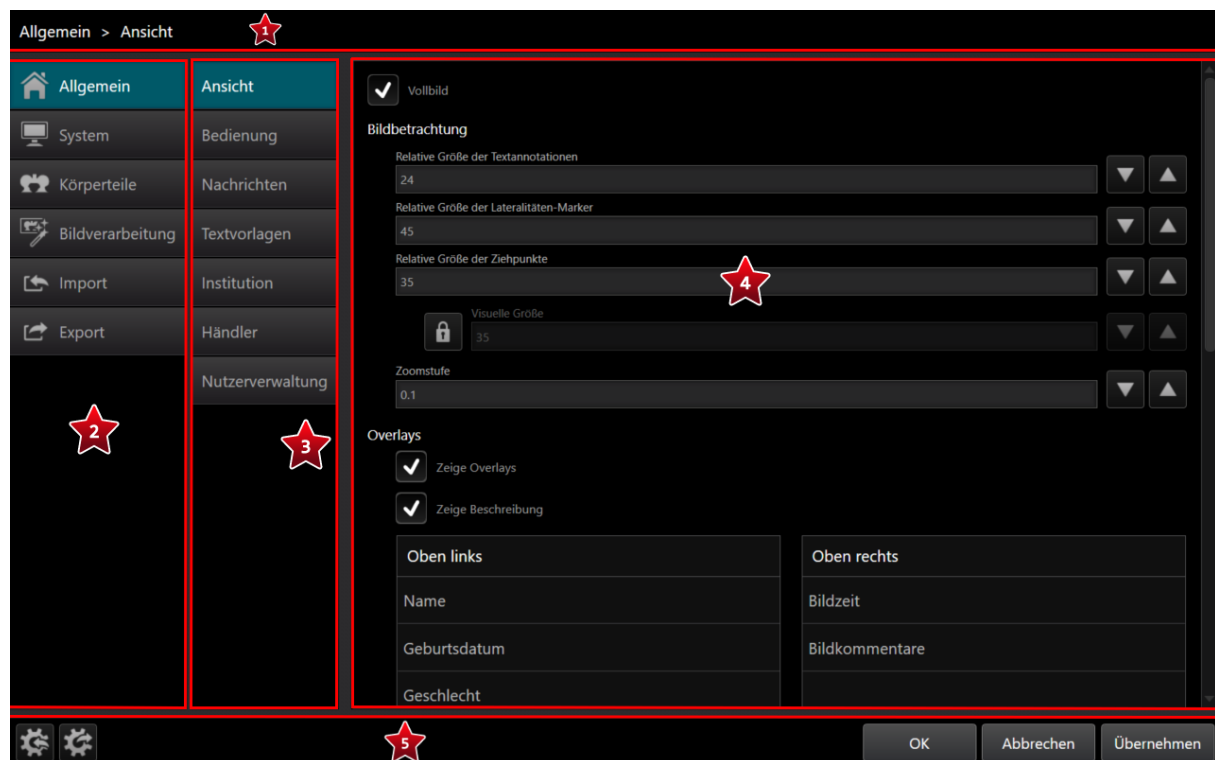 Allgemein > Ansicht
1
Allgemein
System
Körperteile
Bildverarbeitung
Import
Export
2
Ansicht
Bedienung
Nachrichten
Textvorlagen
Institution
Händler
Nutzerverwaltung
3
Vollbild
Bildbetrachtung
Relative Größe der Textannotationen
24
Relative Größe der Lateralitäten-Marker
45
Relative Größe der Ziehpunkte
35
4
Visuelle Größe
35
Zoomstufe
0.1
Overlays
Zeige Overlays
Zeige Beschreibung
Oben links
Name
Geburtsdatum
Geschlecht
Oben rechts
Bildzeit
Bildkommentare
5
OK
Abbrechen
Übernehmen